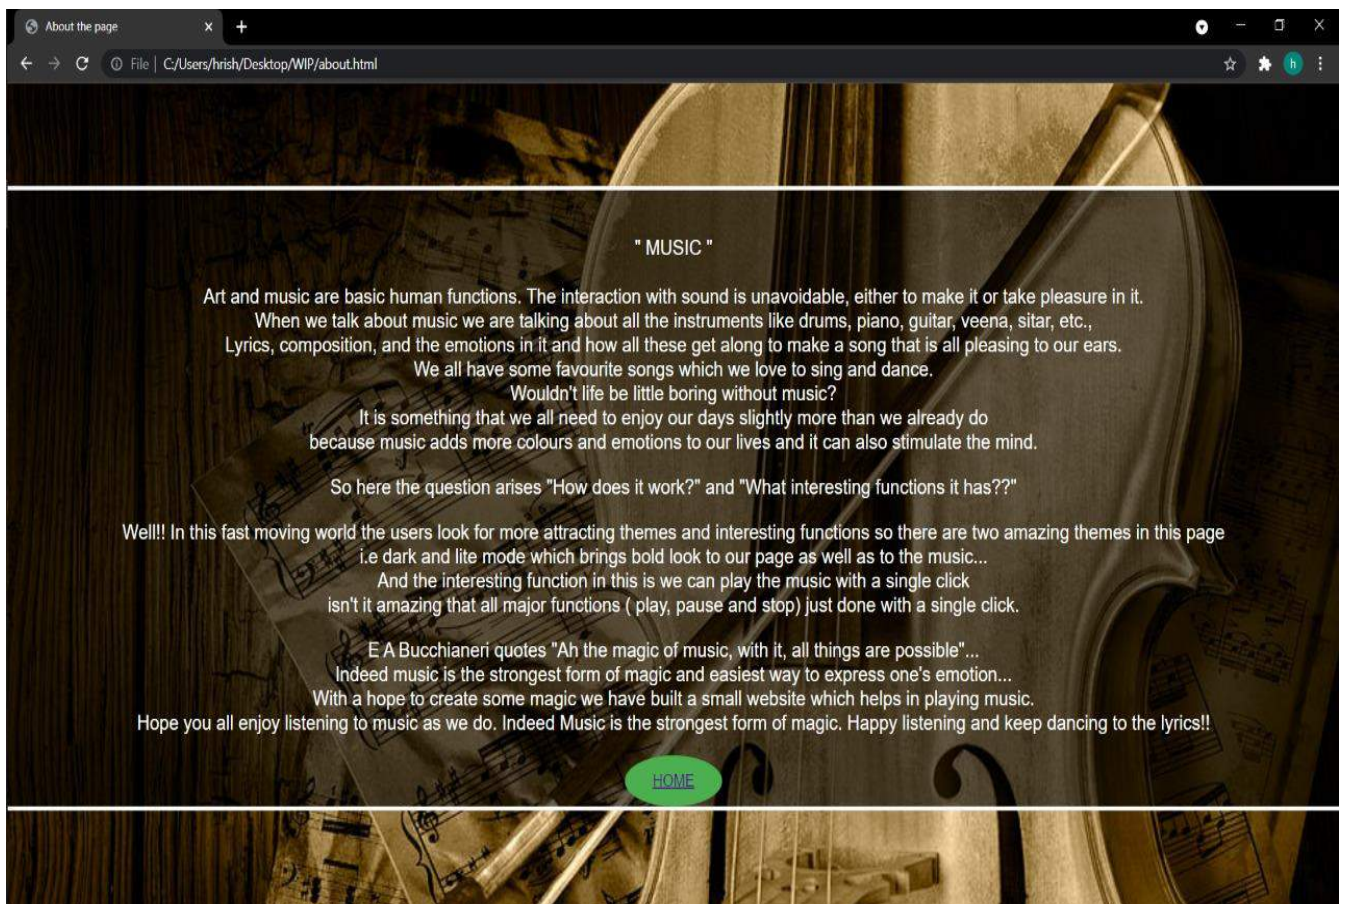 About the page
File | C:/Users/hrish/Desktop/WIP/about.html
h
" MUSIC "
Art and music are basic human functions. The interaction with sound is unavoidable, either to make it or take pleasure in it.
When we talk about music we are talking about all the instruments like drums, piano, guitar, veena, sitar, etc.,
Lyrics, composition, and the emotions in it and how all these get along to make a song that is all pleasing to our ears.
We all have some favourite songs which we love to sing and dance.
Wouldn't life be little boring without music?
It is something that we all need to enjoy our days slightly more than we already do
because music adds more colours and emotions to our lives and it can also stimulate the mind.
So here the question arises "How does it work?" and "What interesting functions it has??"
Well!! In this fast moving world the users look for more attracting themes and interesting functions so there are two amazing themes in this page
i.e dark and lite mode which brings bold look to our page as well as to the music...
And the interesting function in this is we can play the music with a single click
isn't it amazing that all major functions ( play, pause and stop) just done with a single click.
E A Bucchianeri quotes "Ah the magic of music, with it, all things are possible"...
Indeed music is the strongest form of magic and easiest way to express one's emotion...
With a hope to create some magic we have built a small website which helps in playing music.
Hope you all enjoy listening to music as we do. Indeed Music is the strongest form of magic. Happy listening and keep dancing to the lyrics!!
HOME